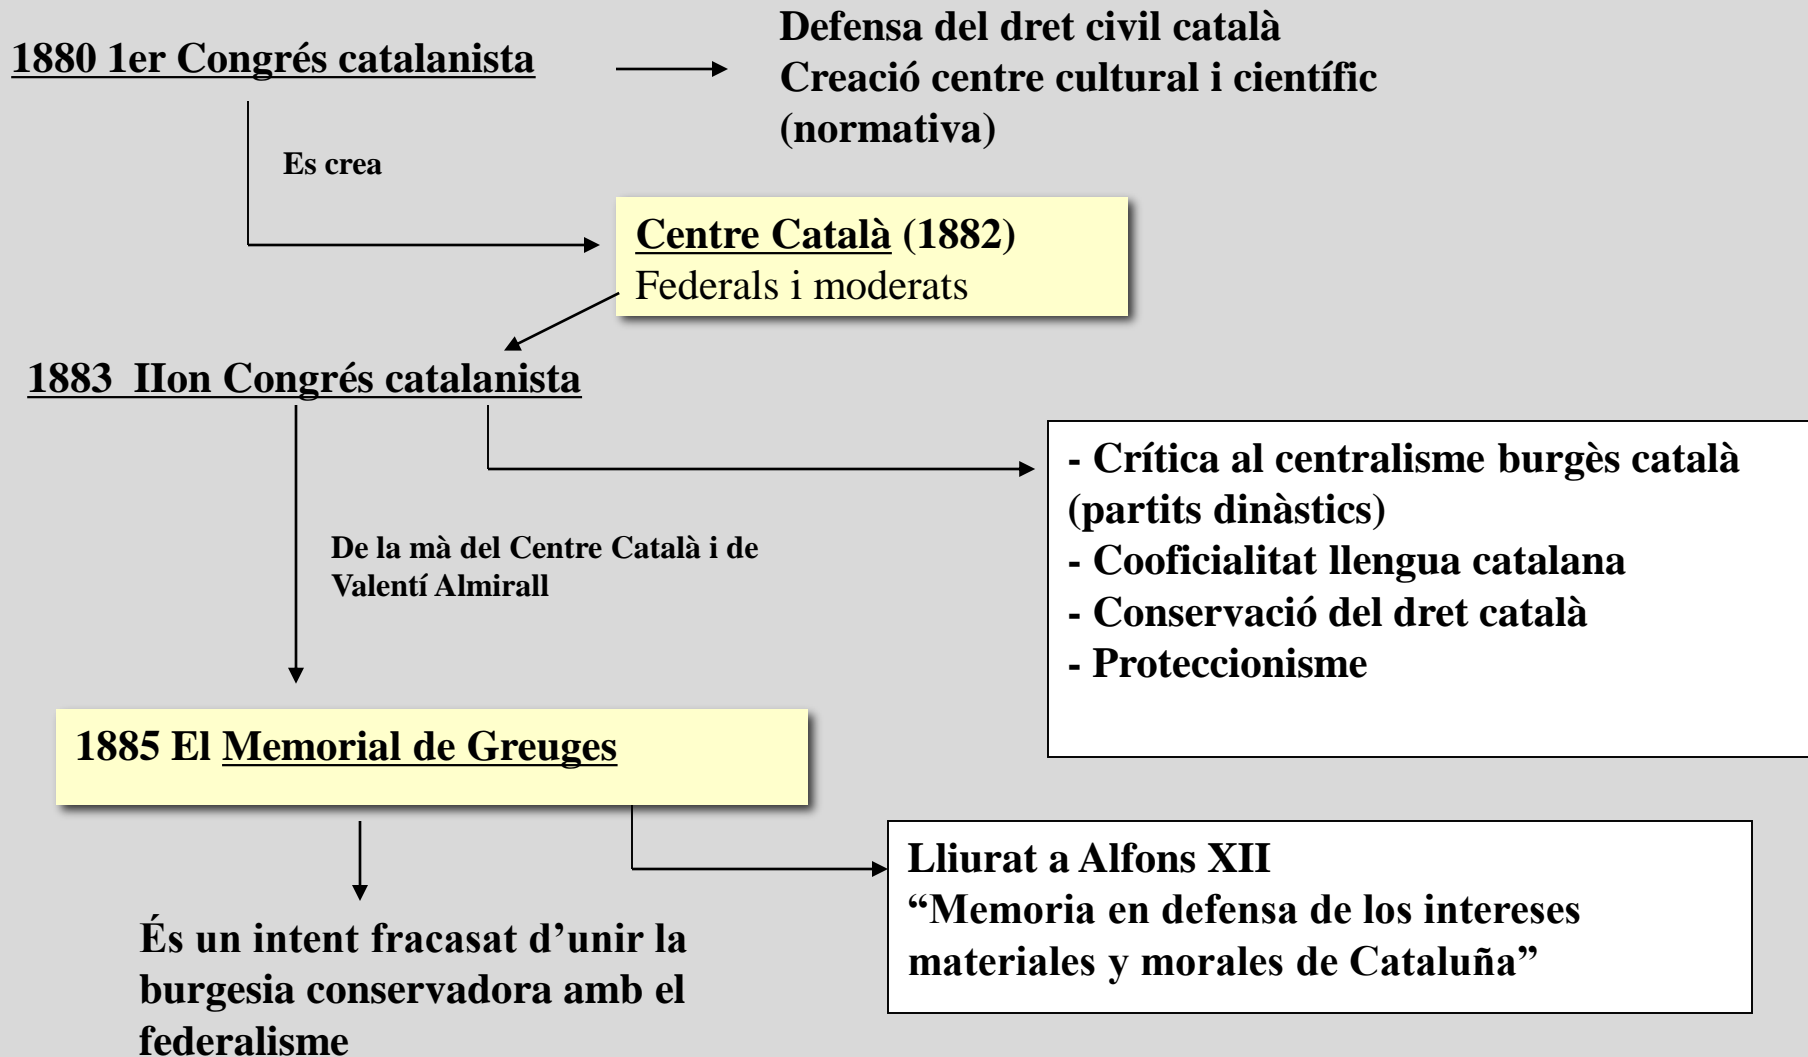 1880 1er Congrés catalanista
Defensa del dret civil català
Creació centre cultural i científic
(normativa)
Es crea
Centre Català (1882)
Federals i moderats
1883 IIon Congrés catalanista
- Crítica al centralisme burgès català
(partits dinàstics)
- Cooficialitat llengua catalana
- Conservació del dret català
- Proteccionisme
De la mà del Centre Català i de
Valentí Almirall
1885 El Memorial de Greuges
Lliurat a Alfons XII
“Memoria en defensa de los intereses
materiales y morales de Cataluña”
És un intent fracasat d’unir la
burgesia conservadora amb el
federalisme